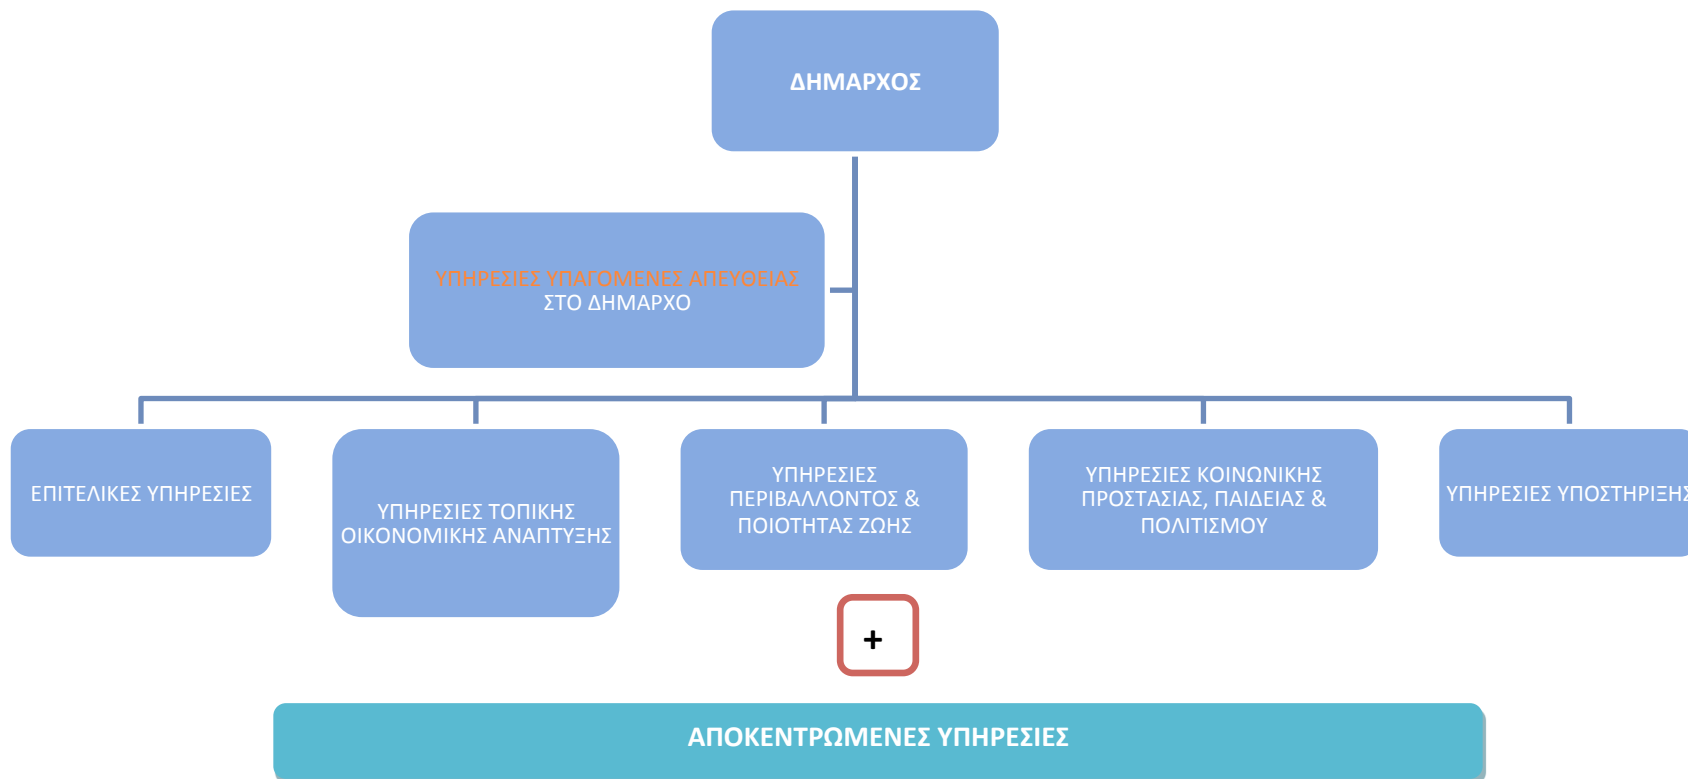 ΔΗΜΑΡΧΟΣ
ΥΠΗΡΕΣΙΕΣ ΥΠΑΓΟΜΕΝΕΣ ΑΠΕΥΘΕΙΑΣ
ΣΤΟ ΔΗΜΑΡΧΟ
ΕΠΙΤΕΛΙΚΕΣ ΥΠΗΡΕΣΙΕΣ
ΥΠΗΡΕΣΙΕΣ ΤΟΠΙΚΗΣ
ΟΙΚΟΝΟΜΙΚΗΣ ΑΝΑΠΤΥΞΗΣ
ΥΠΗΡΕΣΙΕΣ
ΠΕΡΙΒΑΛΛΟΝΤΟΣ &
ΠΟΙΟΤΗΤΑΣ ΖΩΗΣ
ΥΠΗΡΕΣΙΕΣ ΚΟΙΝΩΝΙΚΗΣ
ΠΡΟΣΤΑΣΙΑΣ, ΠΑΙΔΕΙΑΣ &
ΠΟΛΙΤΙΣΜΟΥ
ΥΠΗΡΕΣΙΕΣ ΥΠΟΣΤΗΡΙΞΗΣ
+
ΑΠΟΚΕΝΤΡΩΜΕΝΕΣ ΥΠΗΡΕΣΙΕΣ